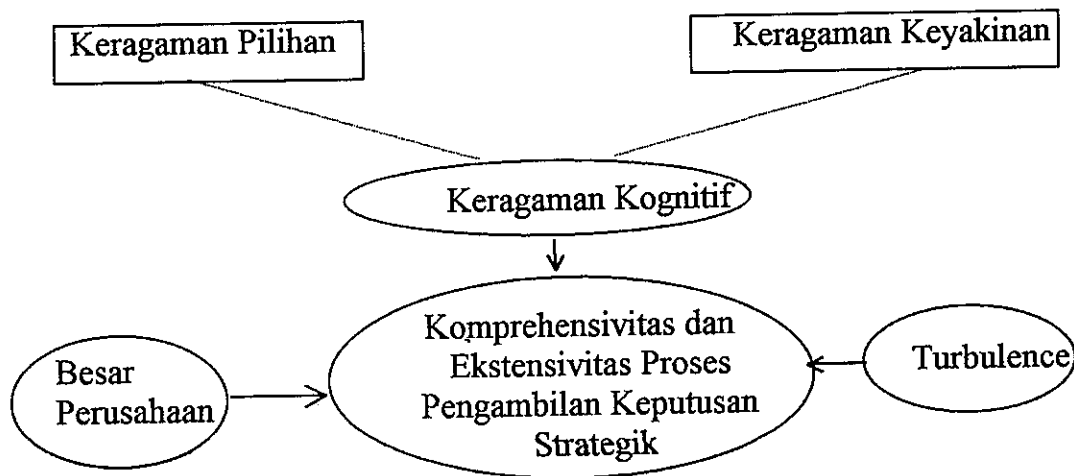 Keragaman Pilihan
Keragaman Keyakinan
Keragaman Kognitif
Komprehensivitas dan
Ekstensivitas Proses
Pengambilan Keputusan
Strategik
Besar
Perusahaan
Turbulence